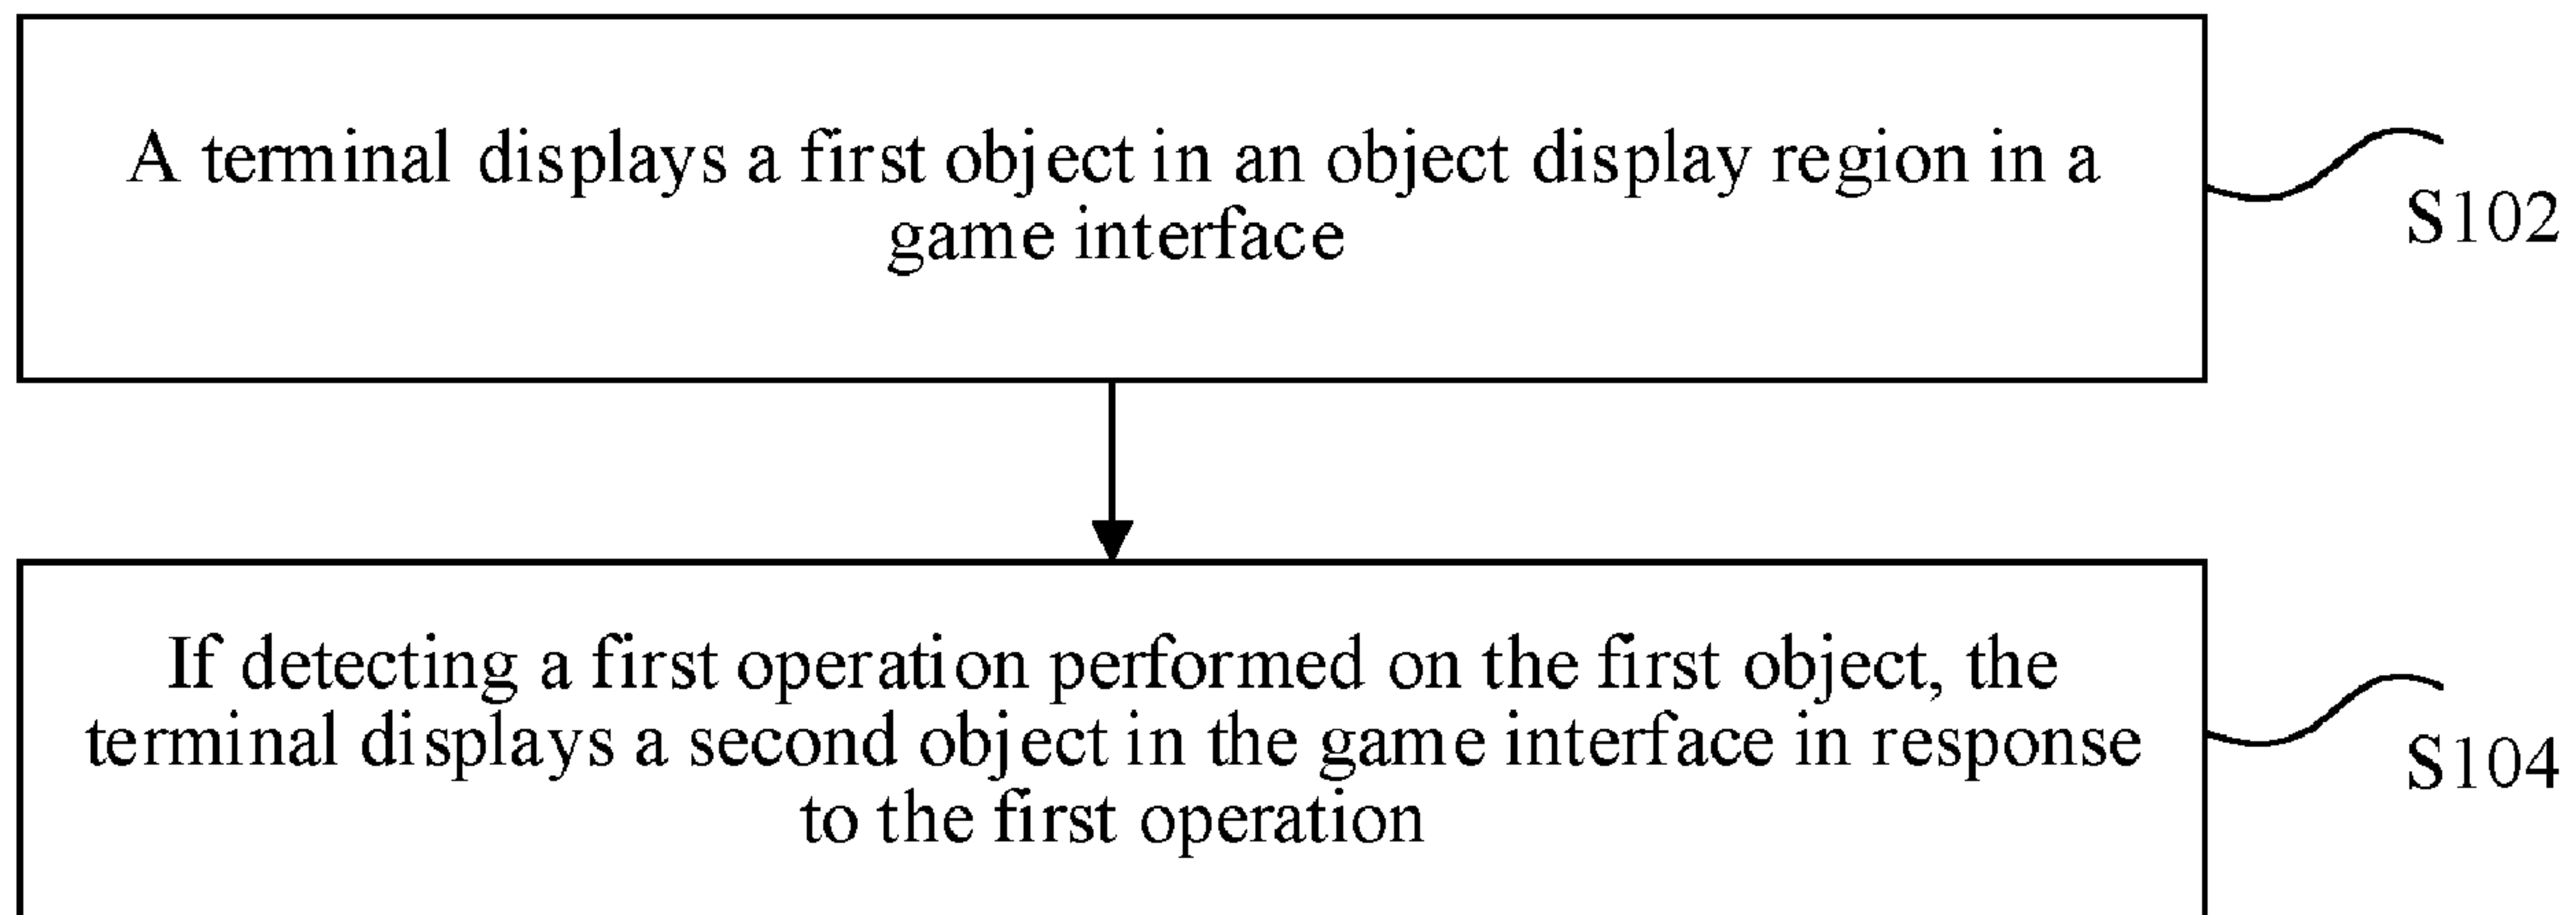 A terminal displays a first object in an object display region in a
game interface
S102
If detecting a first operation performed on the first object, the
terminal displays a second object in the game interface in response
to the first operation
S104